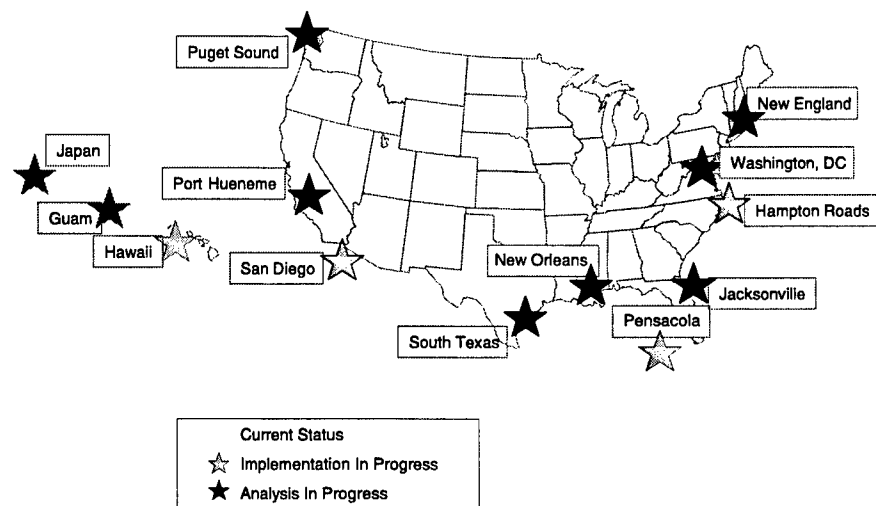 Puget Sound
New England
Japan
Washington, DC
Port Hueneme
Guam
Hampton Roads
Hawaii
San Diego
New Orleans
Jacksonville
Pensacola
South Texas
Current Status
Implementation In Progress
Analysis In Progress